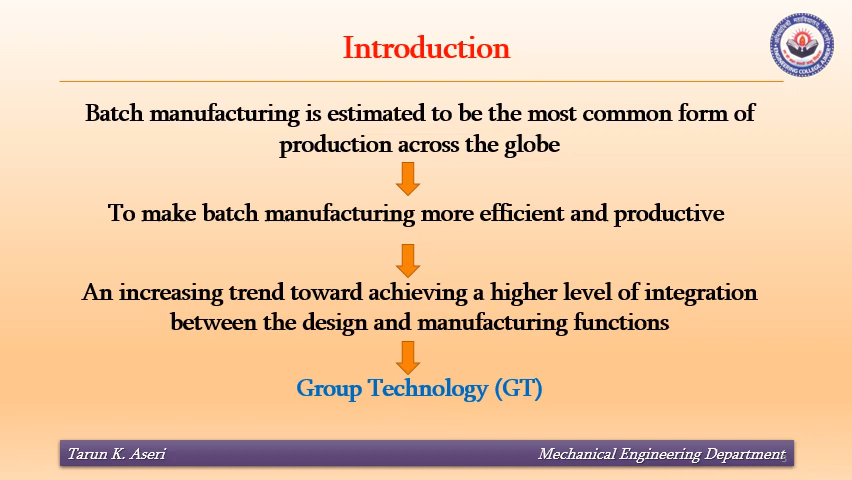 Introduction
Batch manufacturing is estimated to be the most common form of
production across the globe
To make batch manufacturing more efficient and productive
An increasing trend toward achieving a higher level of integration
between the design and manufacturing functions
Group Technology (GT)
Tarun K. Aseri
Mechanical Engineering Department